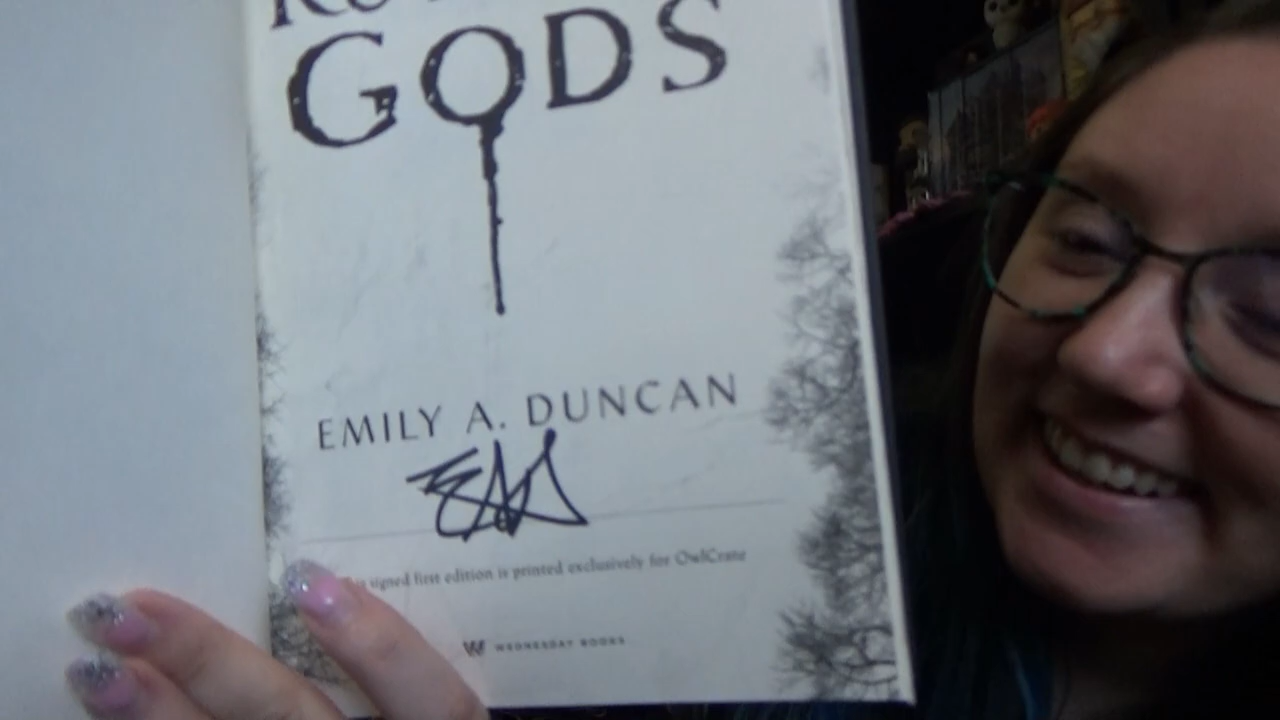 GODS
EMILY A. DUNCAN
signed first edition is printed exclusively for OwlCrate
WEDNESDAY BOOKS